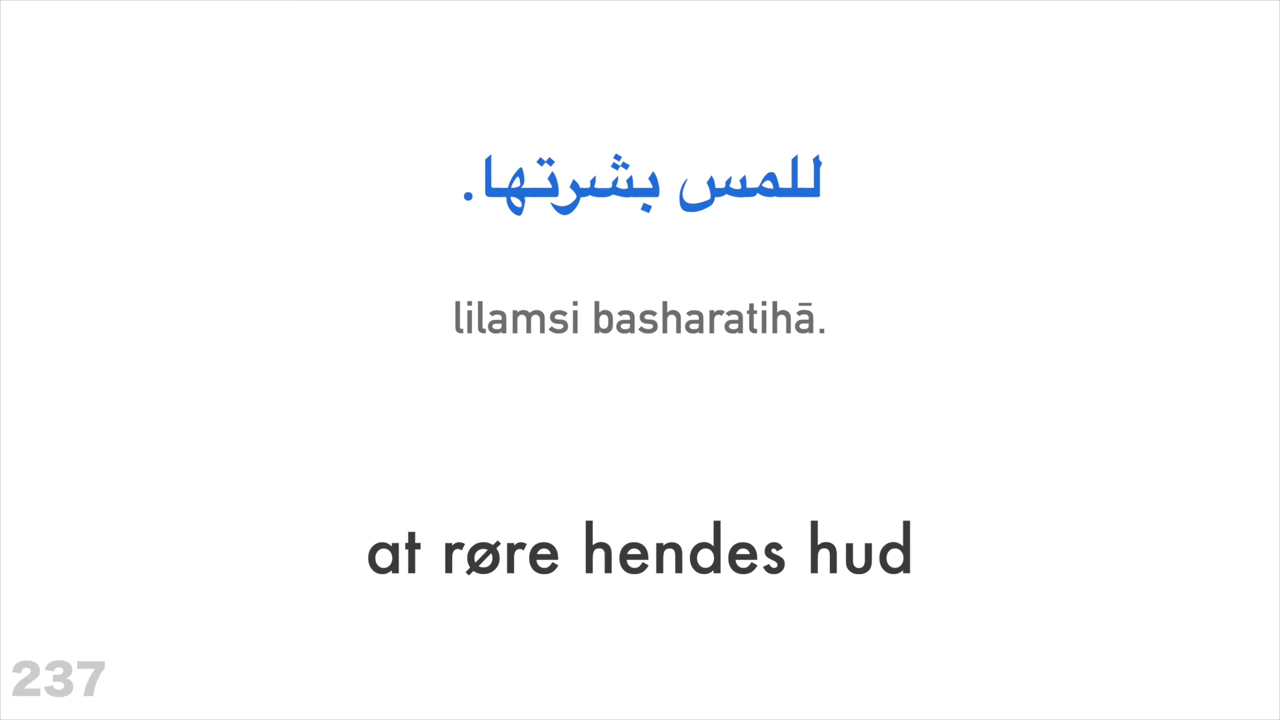 للمس بشرتها.
lilamsi basharatihā.
at røre hendes hud
237